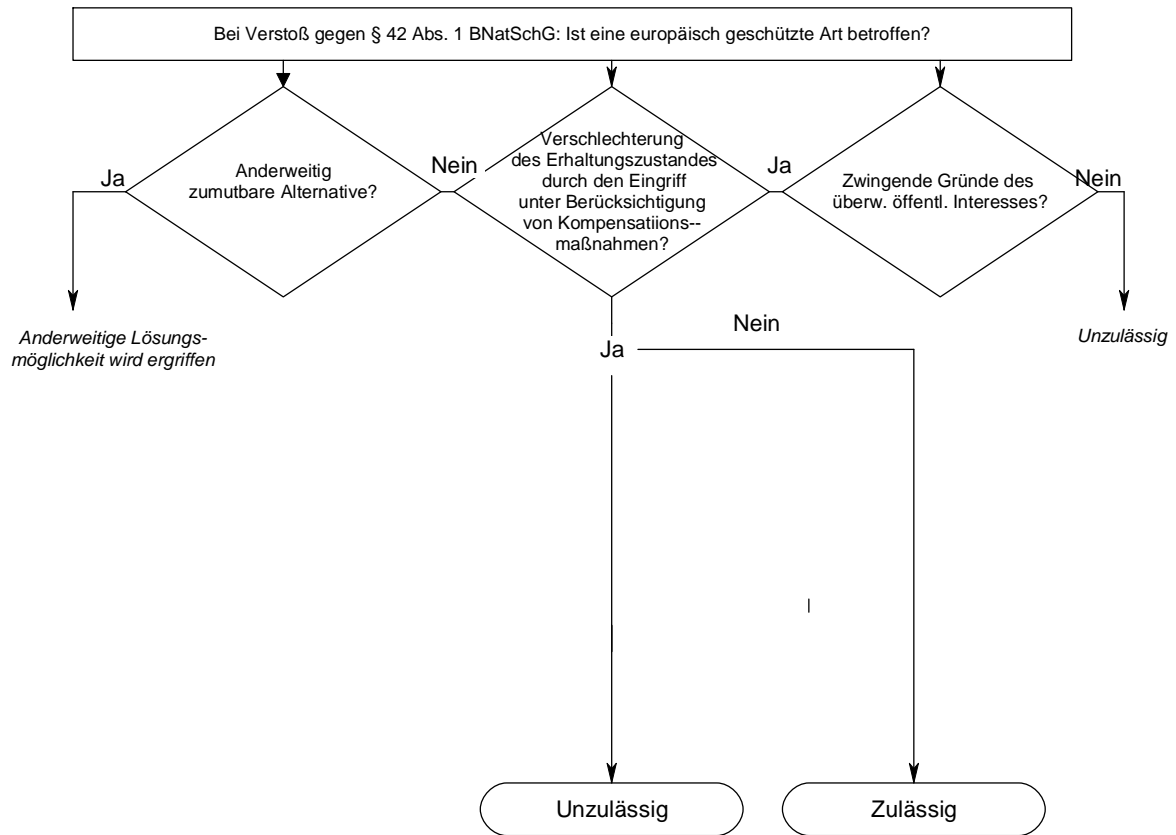 Bei Verstoß gegen § 42 Abs. 1 BNatSchG: Ist eine europäisch geschützte Art betroffen?
Ja
Anderweitig
zumutbare Alternative?
Nein
Verschlechterung
des Erhaltungszustandes
durch den Eingriff
unter Berücksichtigung
von Kompensatiions--
maßnahmen?
Ja
Zwingende Gründe des
überw. öffentl. Interesses?
Nein
Anderweitige Lösungs-
möglichkeit wird ergriffen
Nein
Ja
Unzulässig
Unzulässig
Zulässig